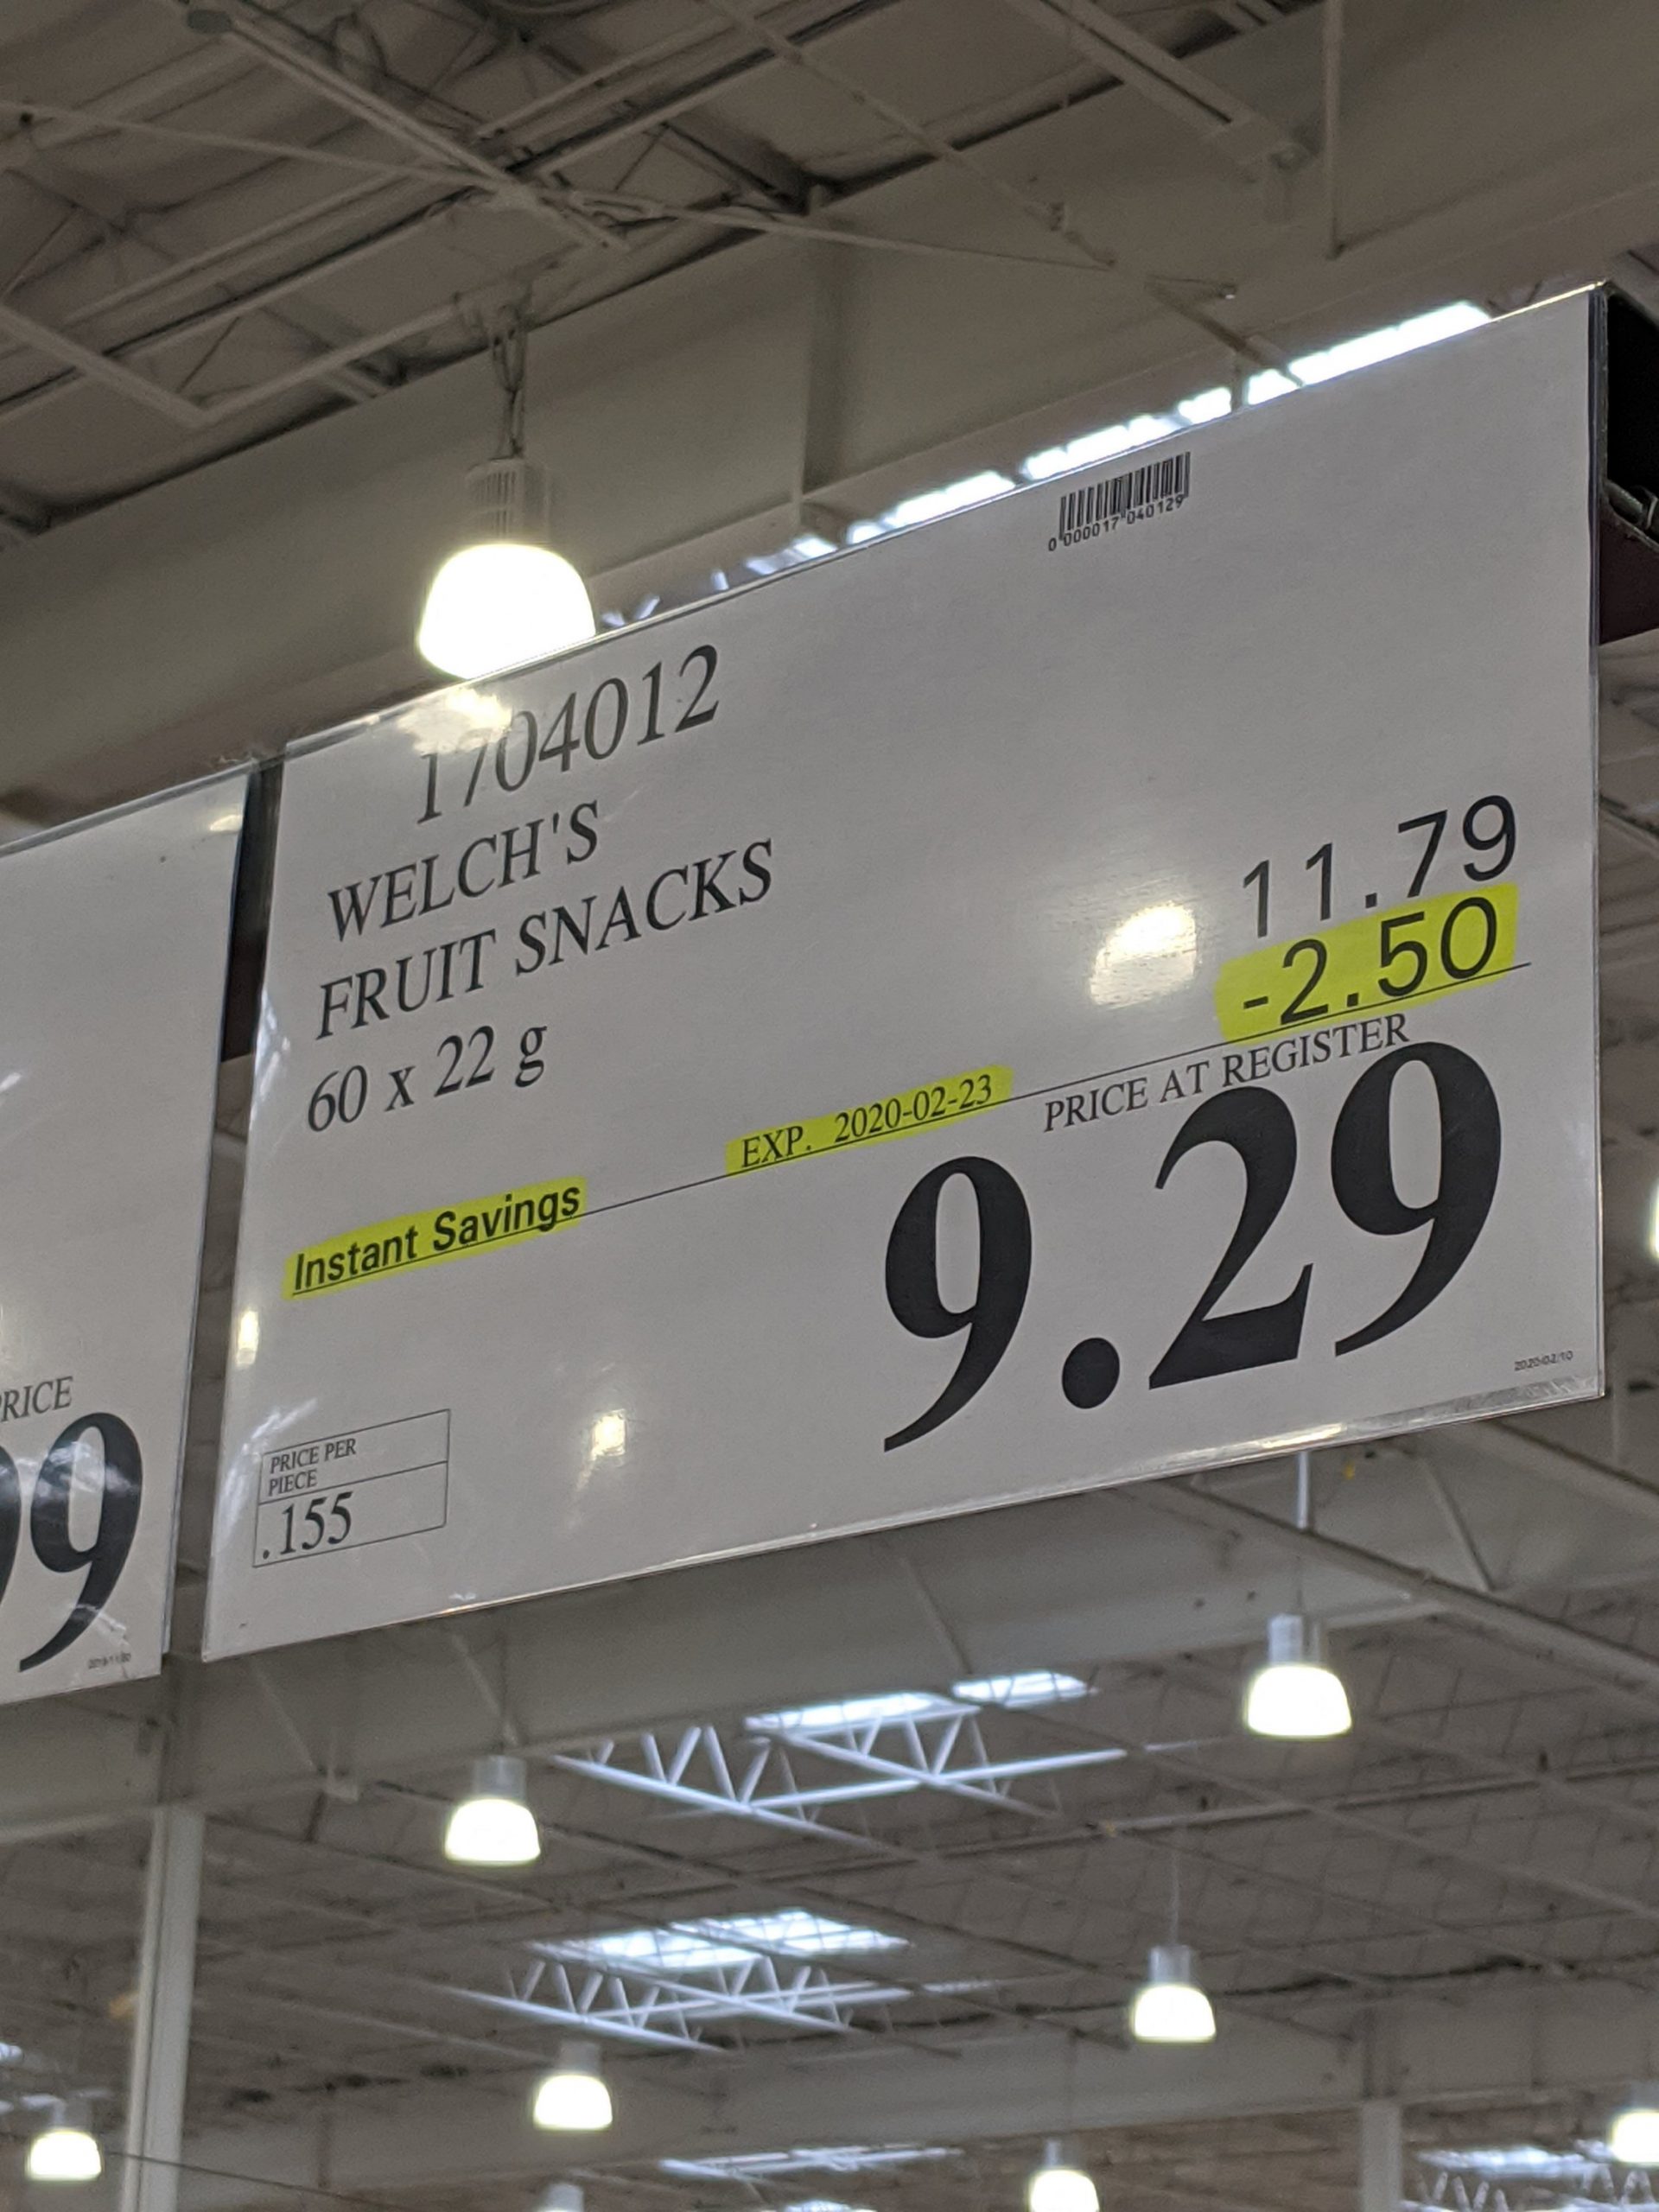 0 000017 040129
1704012
WELCH'S
FRUIT SNACKS
60 x 22 g
11.79
-2.50
EXP. 2020-02-23
PRICE AT REGISTER
Instant Savings
9.29
2020/02/10
PRICE PER
PIECE
.155
PRICE
99